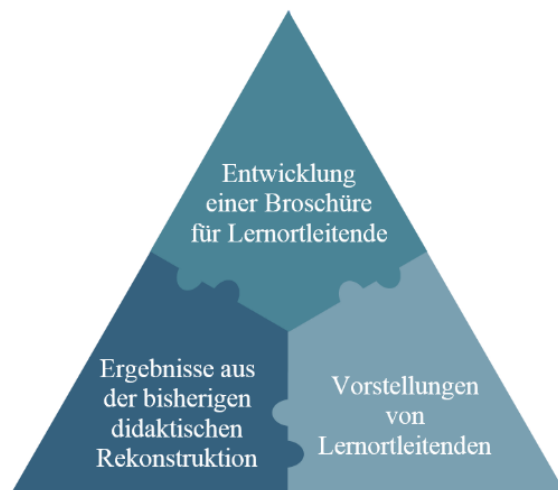 Entwicklung
einer Broschüre
für Lernortleitende
Ergebnisse aus
der bisherigen
didaktischen
Rekonstruktion
Vorstellungen
von
Lernortleitenden